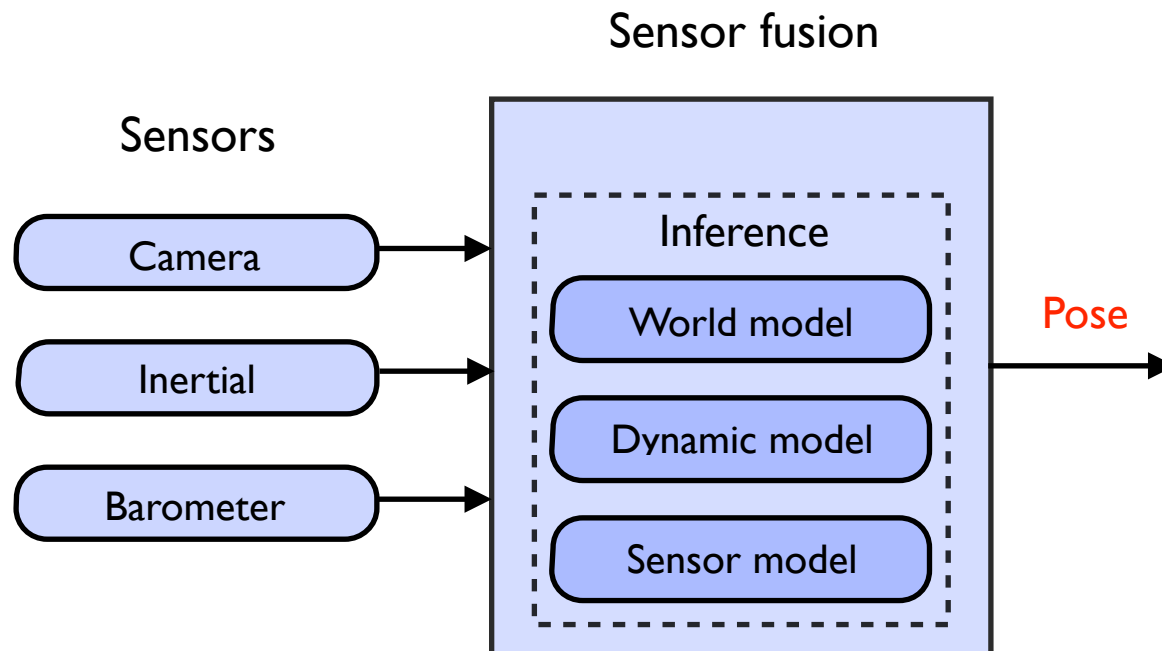 Sensor fusion
Sensors
Camera
Inertial
Barometer
Inference
World model
Dynamic model
Sensor model
Pose